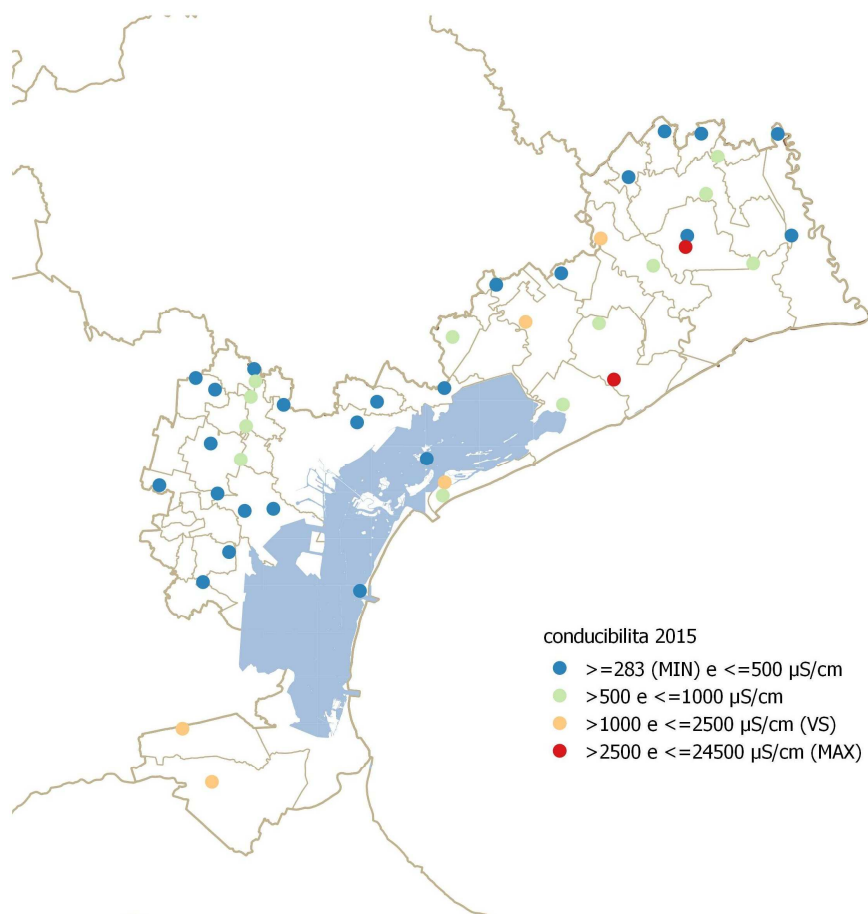 conducibilita 2015
>=283 (MIN) e <=500 µS/cm
>500 e <=1000 µS/cm
>1000 e <=2500 µS/cm (VS)
>2500 e <=24500 µS/cm (MAX)